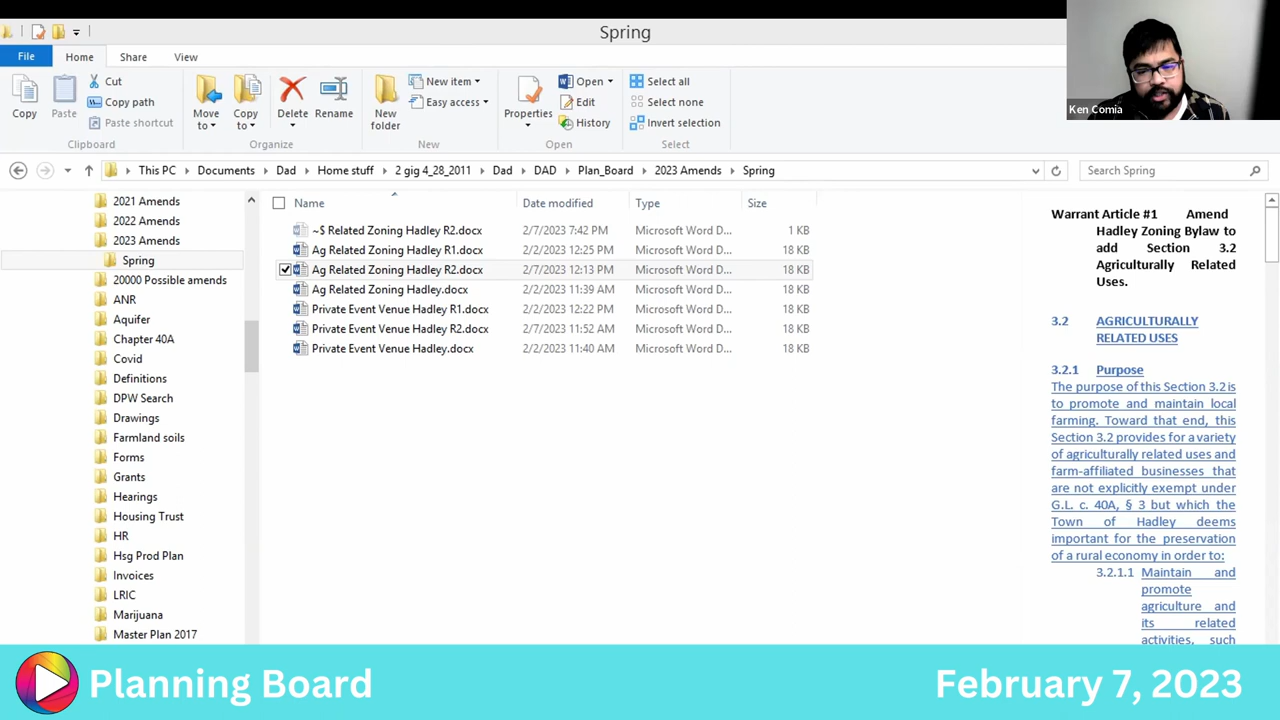 Spring
File Home Share View
Copy
Paste
Cut
Copy path
Paste shortcut
Clipboard
Move to
Copy to
Delete
Rename
Organize
New folder
New item
Easy access
New
Properties
Open
Edit
History
Open
Select all
Select none
Invert selection
Select
Ken Comia
This PC Documents Dad Home stuff 2 gig 4_28_2011 Dad DAD Plan_Board 2023 Amends Spring
Search Spring
2021 Amends
2022 Amends
2023 Amends
Spring
20000 Possible amends
ANR
Aquifer
Chapter 40A
Covid
Definitions
DPW Search
Drawings
Farmland soils
Forms
Grants
Hearings
Housing Trust
HR
Hsg Prod Plan
Invoices
LRIC
Marijuana
Master Plan 2017
Name Date modified Type Size
~$ Related Zoning Hadley R2.docx 2/7/2023 7:42 PM Microsoft Word D... 1 KB
Ag Related Zoning Hadley R1.docx 2/2/2023 12:25 PM Microsoft Word D... 18 KB
Ag Related Zoning Hadley R2.docx 2/7/2023 12:13 PM Microsoft Word D... 18 KB
Ag Related Zoning Hadley.docx 2/2/2023 11:39 AM Microsoft Word D... 18 KB
Private Event Venue Hadley R1.docx 2/2/2023 12:22 PM Microsoft Word D... 18 KB
Private Event Venue Hadley R2.docx 2/7/2023 11:52 AM Microsoft Word D... 18 KB
Private Event Venue Hadley.docx 2/2/2023 11:40 AM Microsoft Word D... 18 KB
Warrant Article #1 Amend
Hadley Zoning Bylaw to
add Section 3.2
Agriculturally Related
Uses.
3.2 AGRICULTURALLY
RELATED USES
3.2.1 Purpose
The purpose of this Section 3.2 is
to promote and maintain local
farming. Toward that end, this
Section 3.2 provides for a variety
of agriculturally related uses and
farm-affiliated businesses that
are not explicitly exempt under
G.L. c. 40A, § 3 but which the
Town of Hadley deems
important for the preservation
of a rural economy in order to:
3.2.1.1 Maintain and
promote
agriculture and
its related
activities, such
Planning Board
February 7, 2023